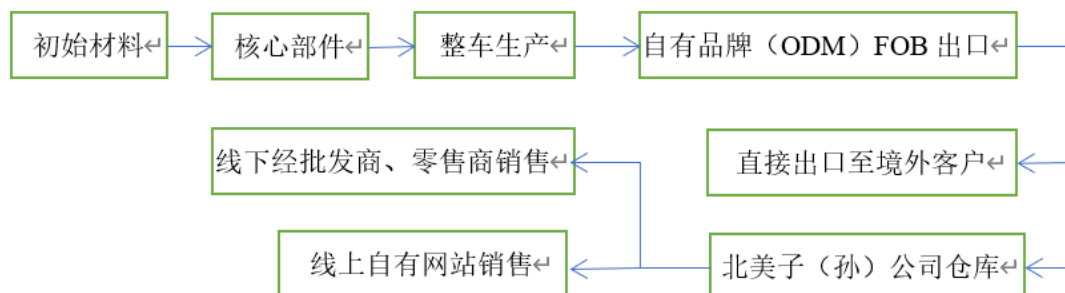 初始材料↵
核心部件↵
整车生产↵
自有品牌（ODM）FOB 出口↵
线下经批发商、零售商销售↵
直接出口至境外客户↵
线上自有网站销售↵
北美子（孙）公司仓库↵